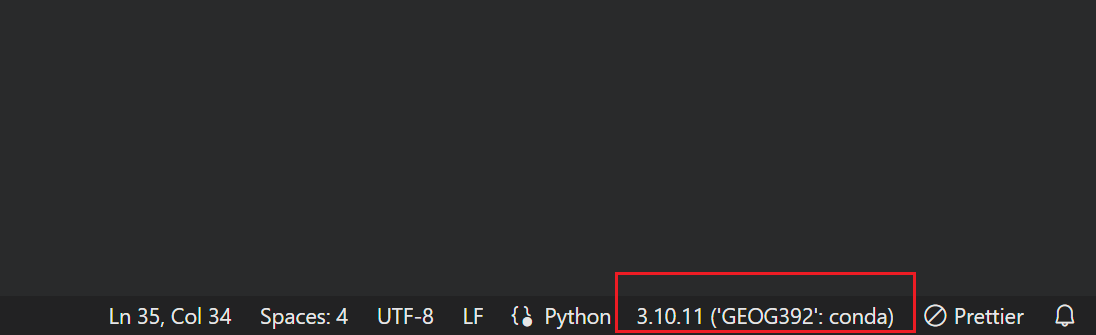 Ln 35, Col 34 Spaces: 4 UTF-8 LF {} Python 3.10.11 ('GEOG392': conda) Prettier